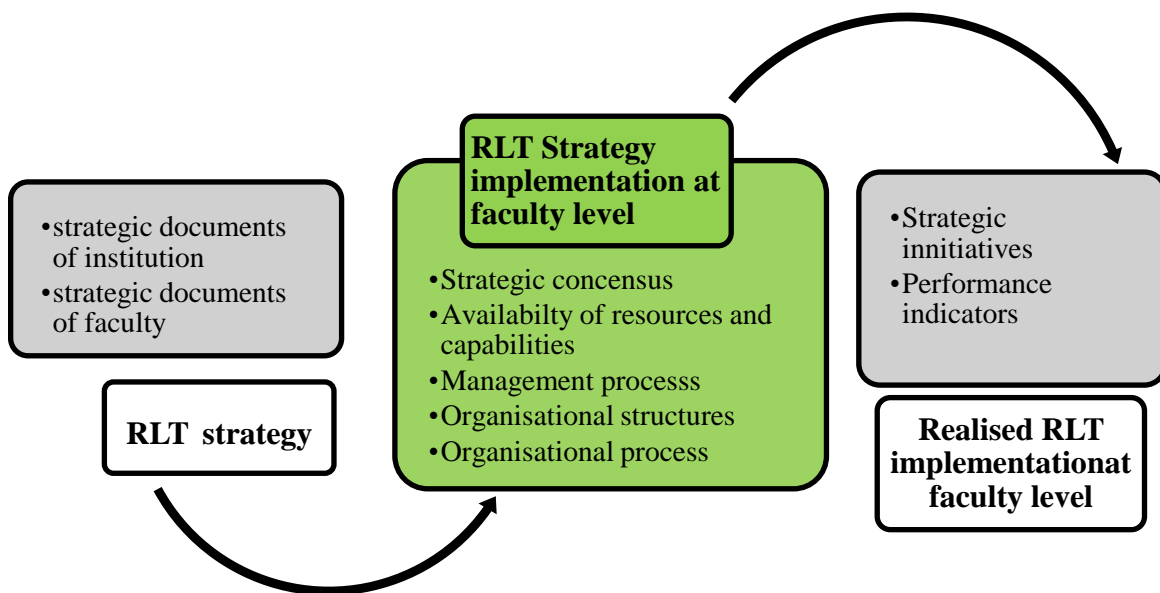 •strategic documents
of institution
•strategic documents
of faculty
RLT strategy
RLT Strategy
implementation at
faculty level
•Strategic concensus
•Availabilty of resources and
capabilities
•Management processs
•Organisational structures
•Organisational process
•Strategic
innitiatives
•Performance
indicators
Realised RLT
implementationat
faculty level